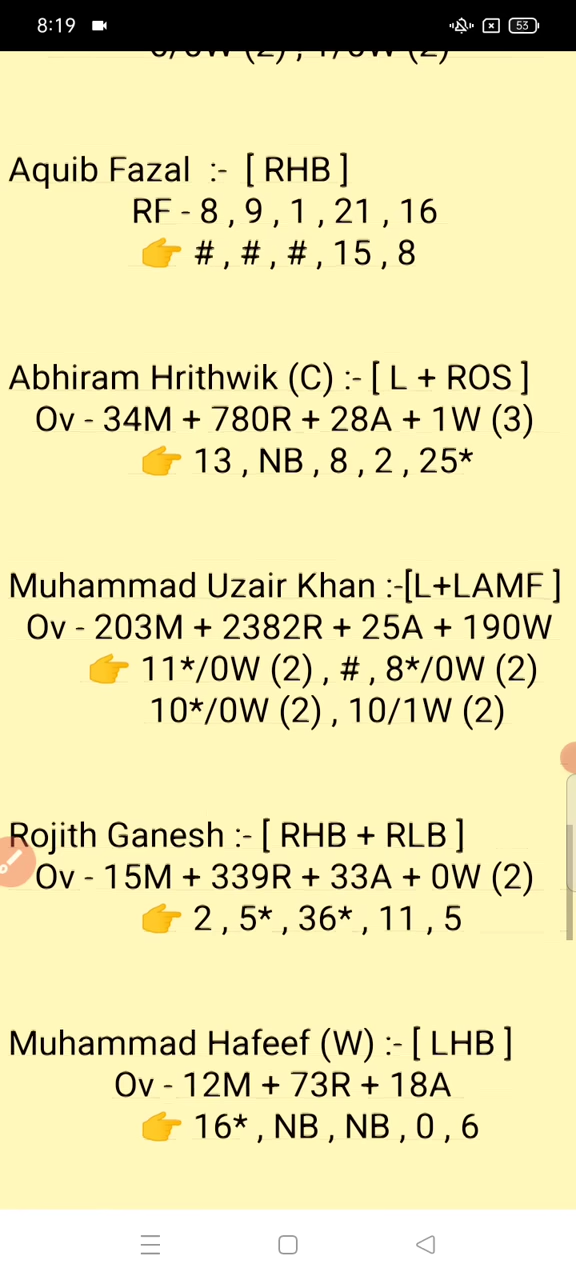 8:19
53
Aquib Fazal :- [ RHB ]
RF - 8 , 9 , 1 , 21 , 16
👉 # , # , # , 15 , 8
Abhiram Hrithwik (C) :- [ L + ROS ]
Ov - 34M + 780R + 28A + 1W (3)
👉 13 , NB , 8 , 2 , 25*
Muhammad Uzair Khan :-[L+LAMF ]
Ov - 203M + 2382R + 25A + 190W
👉 11*/0W (2) , # , 8*/0W (2)
10*/0W (2) , 10/1W (2)
Rojith Ganesh :- [ RHB + RLB ]
Ov - 15M + 339R + 33A + 0W (2)
👉 2 , 5* , 36* , 11 , 5
Muhammad Hafeef (W) :- [ LHB ]
Ov - 12M + 73R + 18A
👉 16* , NB , NB , 0 , 6